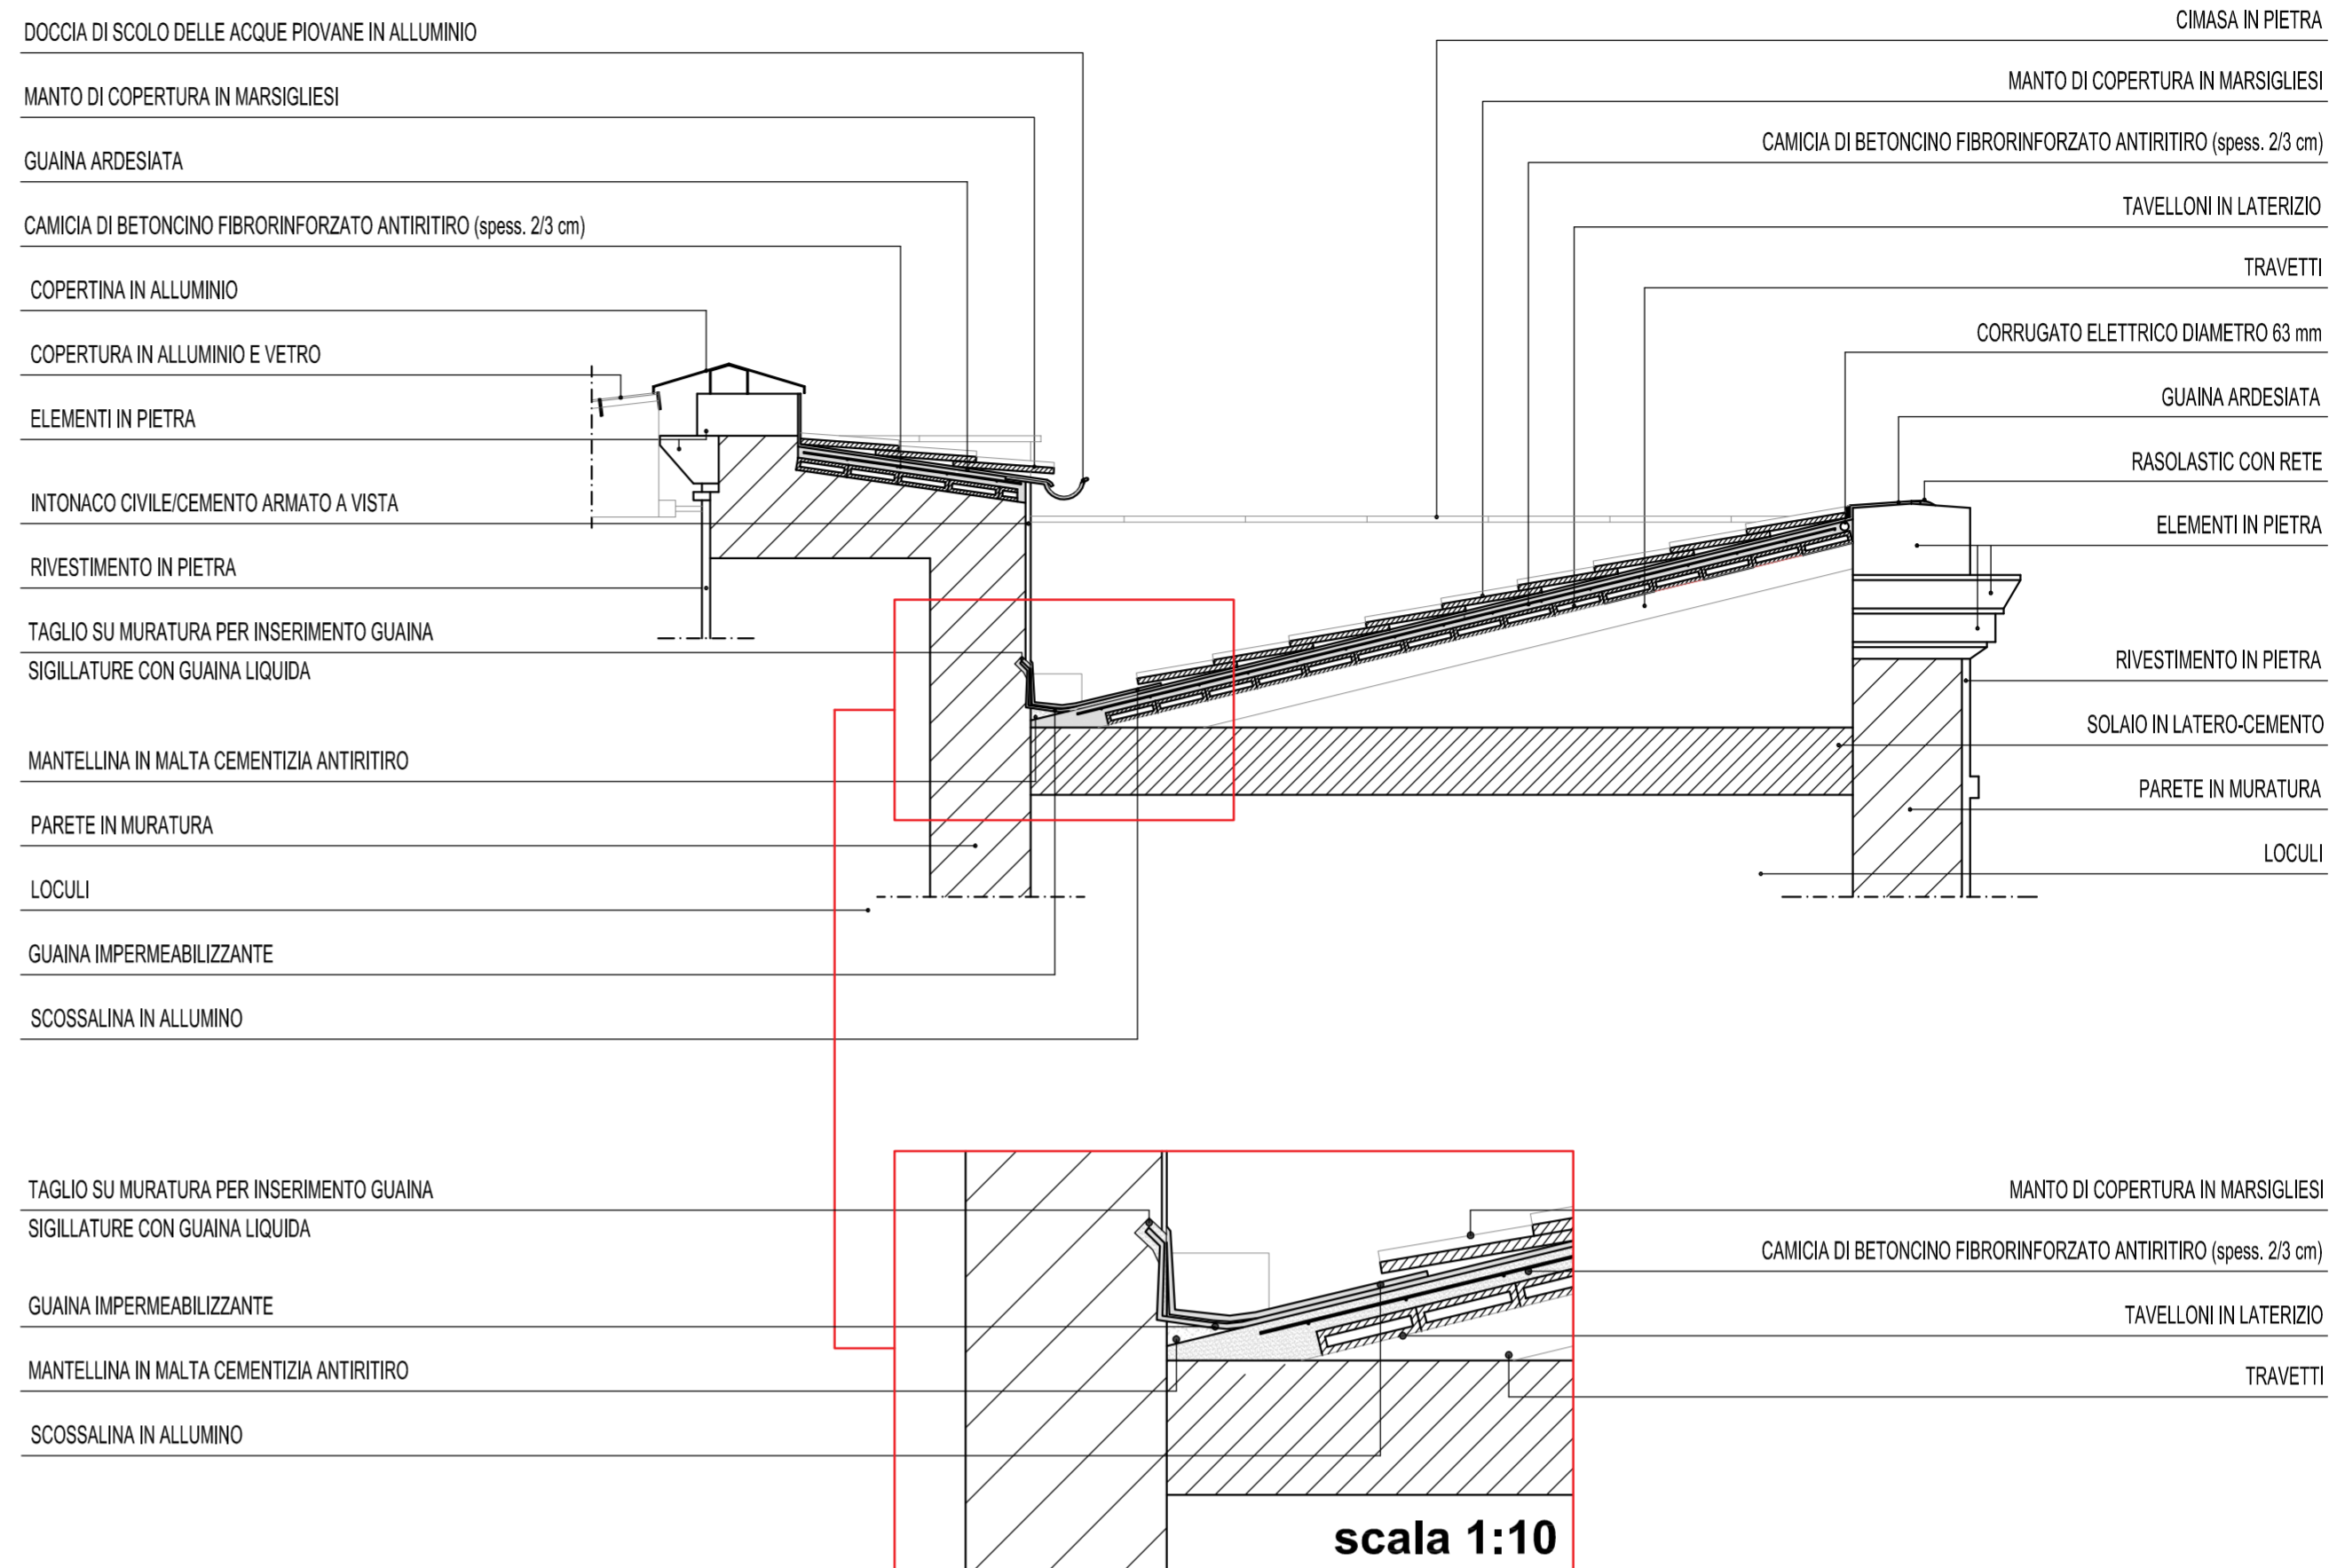 DOCCIA DI SCOLO DELLE ACQUE PIOVANE IN ALLUMINIO
MANTO DI COPERTURA IN MARSIGLIESI
GUAINA ARDESIATA
CAMICIA DI BETONCINO FIBRORINFORZATO ANTIRITIRO (spess. 2/3 cm)
COPERTINA IN ALLUMINIO
COPERTURA IN ALLUMINIO E VETRO
ELEMENTI IN PIETRA
INTONACO CIVILE/CEMENTO ARMATO A VISTA
RIVESTIMENTO IN PIETRA
TAGLIO SU MURATURA PER INSERIMENTO GUAINA
SIGILLATURE CON GUAINA LIQUIDA
MANTELLINA IN MALTA CEMENTIZIA ANTIRITIRO
PARETE IN MURATURA
LOCULI
GUAINA IMPERMEABILIZZANTE
SCOSSALINA IN ALLUMINO
CIMASA IN PIETRA
MANTO DI COPERTURA IN MARSIGLIESI
CAMICIA DI BETONCINO FIBRORINFORZATO ANTIRITIRO (spess. 2/3 cm)
TAVELLONI IN LATERIZIO
TRAVETTI
CORRUGATO ELETTRICO DIAMETRO 63 mm
GUAINA ARDESIATA
RASOLASTIC CON RETE
ELEMENTI IN PIETRA
RIVESTIMENTO IN PIETRA
SOLAIO IN LATERO-CEMENTO
PARETE IN MURATURA
LOCULI
TAGLIO SU MURATURA PER INSERIMENTO GUAINA
SIGILLATURE CON GUAINA LIQUIDA
GUAINA IMPERMEABILIZZANTE
MANTELLINA IN MALTA CEMENTIZIA ANTIRITIRO
SCOSSALINA IN ALLUMINO
MANTO DI COPERTURA IN MARSIGLIESI
CAMICIA DI BETONCINO FIBRORINFORZATO ANTIRITIRO (spess. 2/3 cm)
TAVELLONI IN LATERIZIO
TRAVETTI
scala 1:10